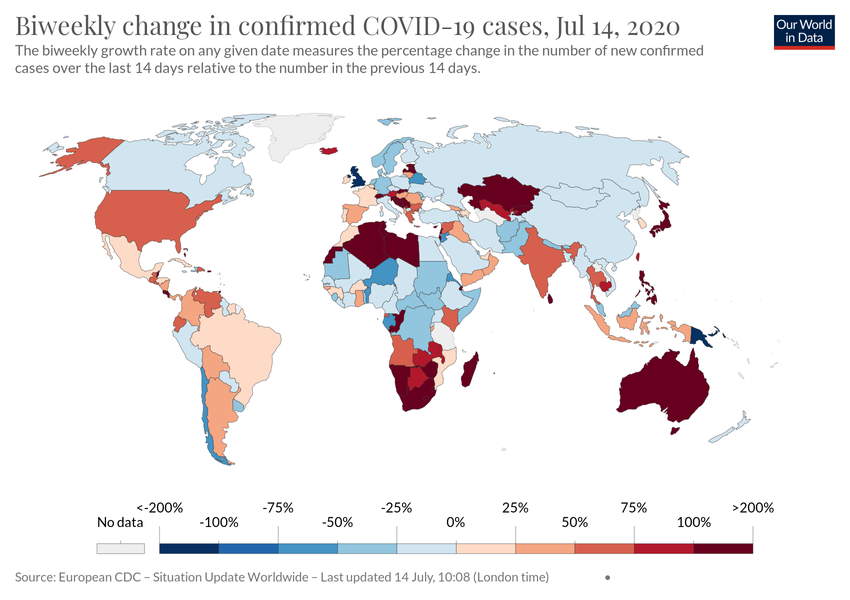 Biweekly change in confirmed COVID-19 cases, Jul 14, 2020
Our World
in Data
The biweekly growth rate on any given date measures the percentage change in the number of new confirmed
cases over the last 14 days relative to the number in the previous 14 days.
<-200% -75% -25% 25% 75% >200%
No data -100% -50% 0% 50% 100%
Source: European CDC – Situation Update Worldwide – Last updated 14 July, 10:08 (London time) •